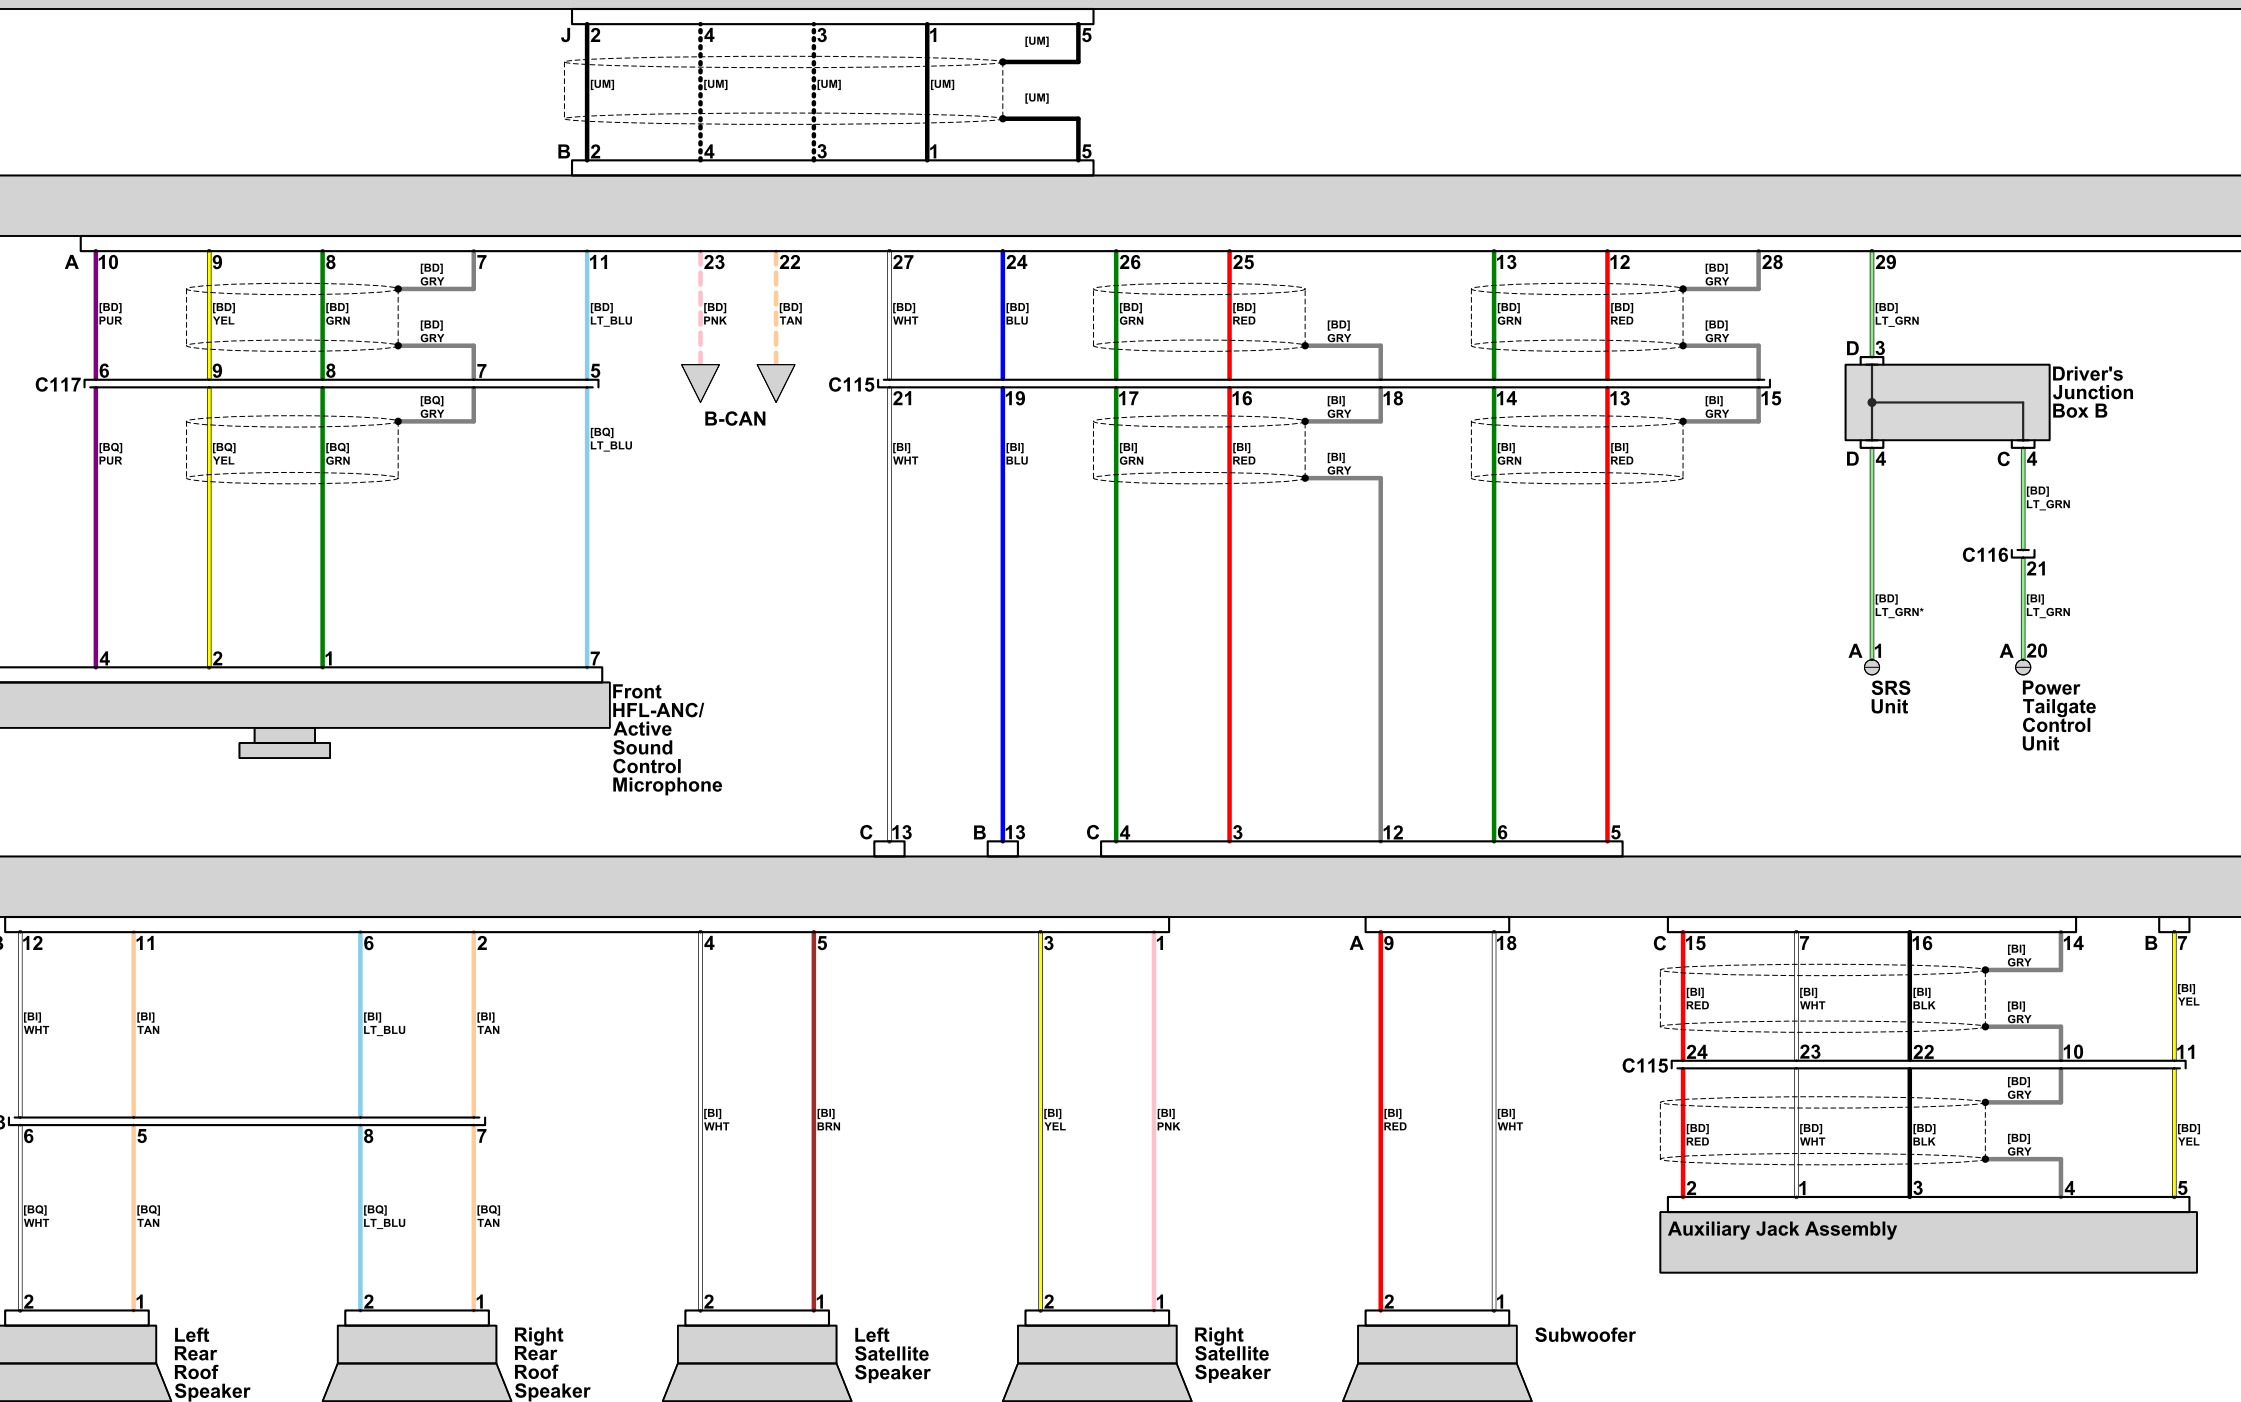 J 2 4 3 1 [UM] 5
[UM] [UM] [UM] [UM]
[UM]
B 2 4 3 1 5
A 10 9 8 7 11 23 22 27 24 26 25 13 12 28 29
[BD] [BD]
GRY GRY
[BD] [BD] [BD] [BD] [BD] [BD] [BD] [BD] [BD] [BD] [BD] [BD] [BD]
PUR YEL GRN LT_BLU PNK TAN WHT BLU GRN RED GRN RED LT_GRN
[BD] [BD] [BD]
GRY GRY GRY
D 3
6 9 8 7 5
C117 C115
Driver's
Junction
Box B
21 19 17 16 18 14 13 15
[BQ] [BI] [BI]
GRY GRY GRY
B-CAN
[BQ]
LT_BLU
[BQ] [BQ] [BQ] [BI] [BI] [BI] [BI] [BI] [BI]
PUR YEL GRN WHT BLU GRN RED GRN RED
[BI]
GRY
D 4 C 4
[BD]
LT_GRN
C116
21
[BD] [BI]
LT_GRN* LT_GRN
A 1 A 20
4 2 1 7
SRS
Unit
Power
Tailgate
Control
Unit
Front
HFL-ANC/
Active
Sound
Control
Microphone
C 13 B 13 C 4 3 12 6 5
12 11 6 2 4 5 3 1 A 9 18 C 15 7 16 14 B 7
[BI]
GRY
[BI] [BI] [BI] [BI]
RED WHT BLK YEL
[BI]
GRY
[BI] [BI] [BI] [BI]
WHT TAN LT_BLU TAN
24 23 22 10 11
C115
[BD]
GRY
[BI] [BI] [BI] [BI] [BI] [BI]
WHT BRN YEL PNK RED WHT
[BD] [BD] [BD] [BD]
RED WHT BLK YEL
6 5 8 7
[BD]
GRY
2 1 3 4 5
[BQ] [BQ] [BQ] [BQ]
WHT TAN LT_BLU TAN
Auxiliary Jack Assembly
2 1 2 1 2 1 2 1 2 1
Left
Rear
Roof
Speaker
Right
Rear
Roof
Speaker
Left
Satellite
Speaker
Right
Satellite
Speaker
Subwoofer